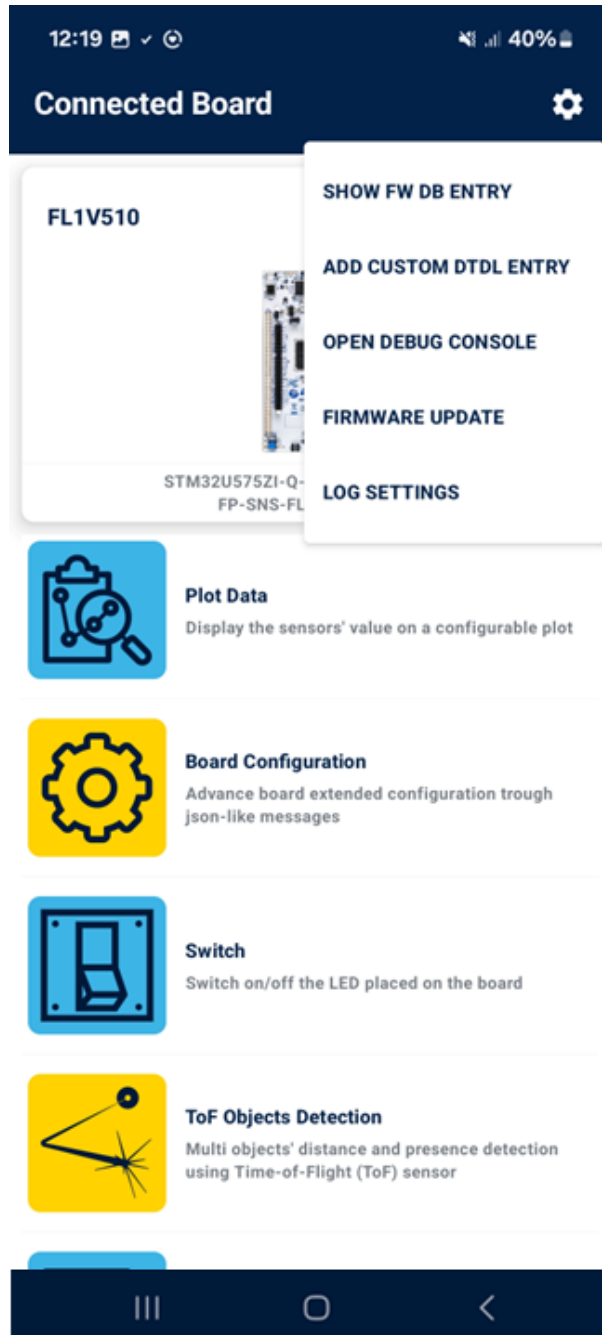 12:19
40%
Connected Board
FL1V510
SHOW FW DB ENTRY
ADD CUSTOM DTDL ENTRY
OPEN DEBUG CONSOLE
FIRMWARE UPDATE
LOG SETTINGS
STM32U575ZI-Q-
FP-SNS-FL
Plot Data
Display the sensors' value on a configurable plot
Board Configuration
Advance board extended configuration trough
json-like messages
Switch
Switch on/off the LED placed on the board
ToF Objects Detection
Multi objects' distance and presence detection
using Time-of-Flight (ToF) sensor